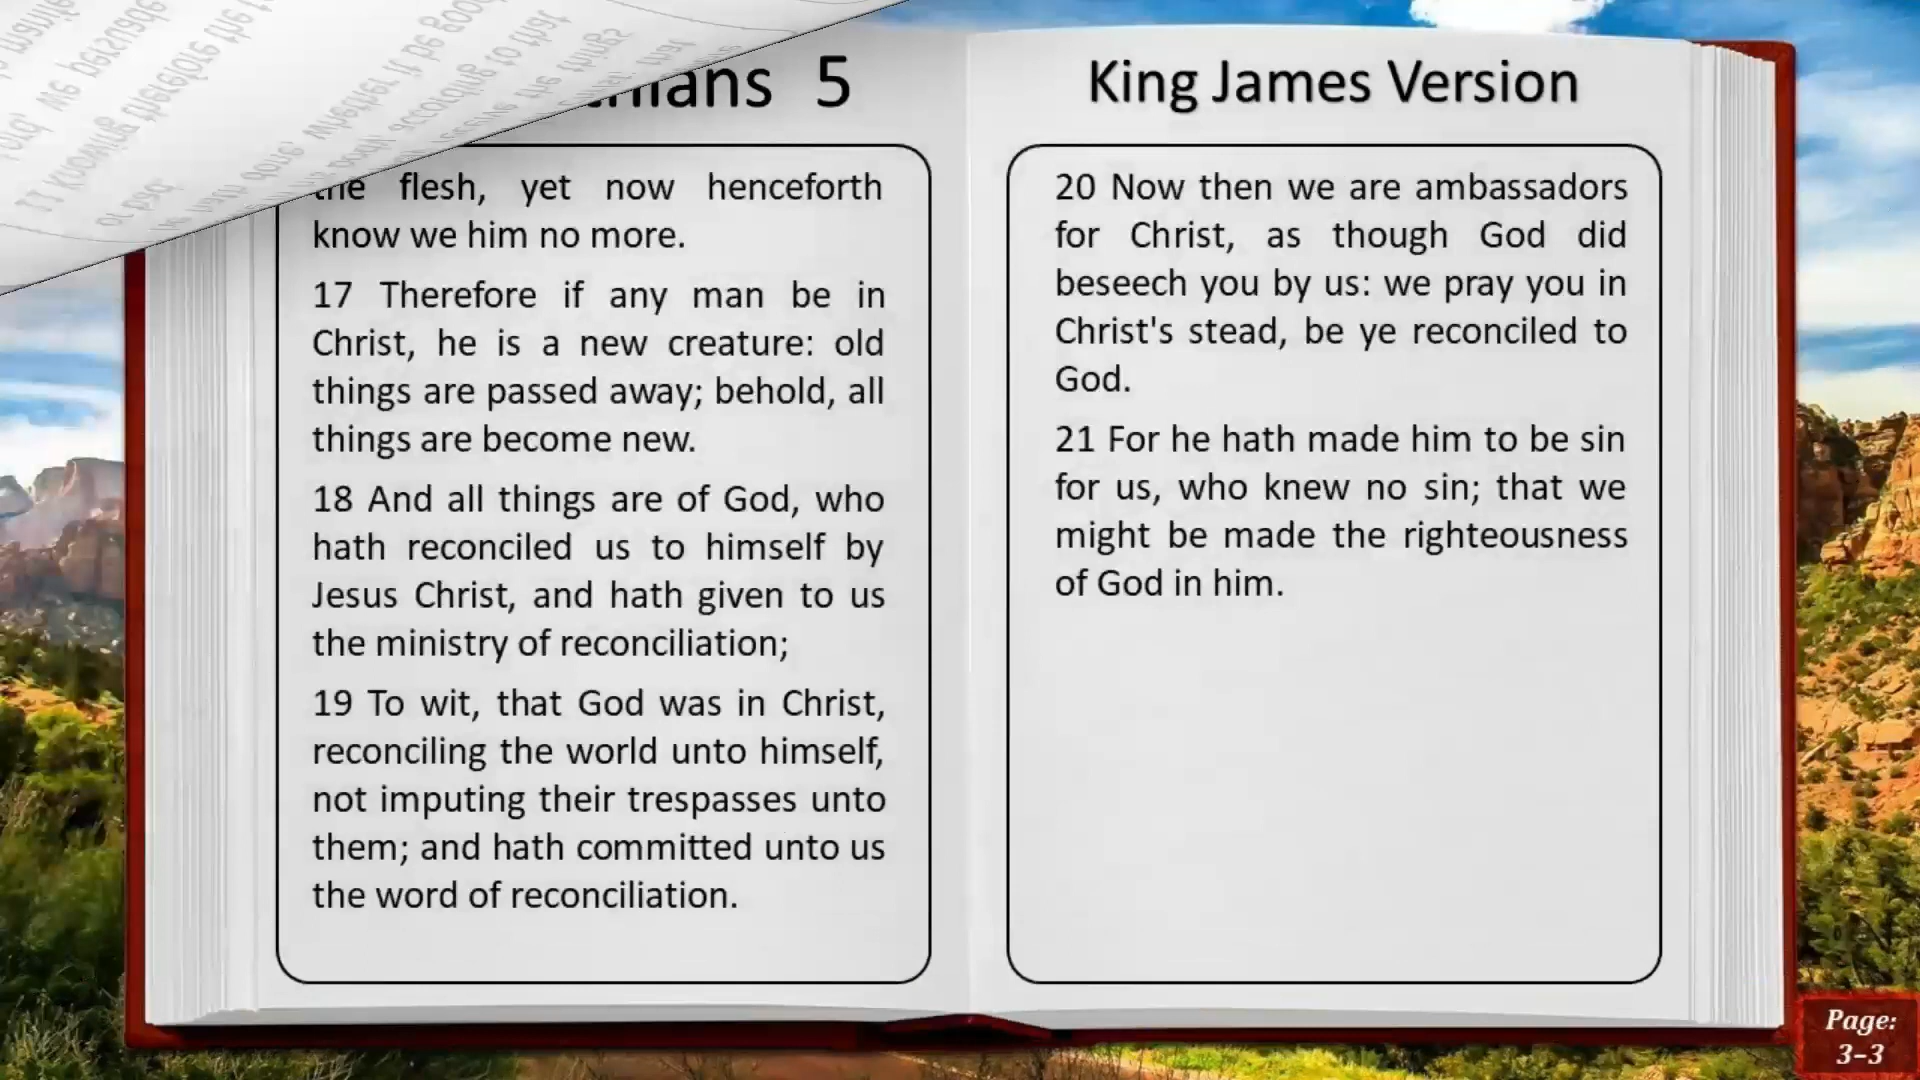 5
King James Version
the flesh, yet now henceforth
know we him no more.
17 Therefore if any man be in
Christ, he is a new creature: old
things are passed away; behold, all
things are become new.
18 And all things are of God, who
hath reconciled us to himself by
Jesus Christ, and hath given to us
the ministry of reconciliation;
19 To wit, that God was in Christ,
reconciling the world unto himself,
not imputing their trespasses unto
them; and hath committed unto us
the word of reconciliation.
20 Now then we are ambassadors
for Christ, as though God did
beseech you by us: we pray you in
Christ's stead, be ye reconciled to
God.
21 For he hath made him to be sin
for us, who knew no sin; that we
might be made the righteousness
of God in him.
Page:
3-3